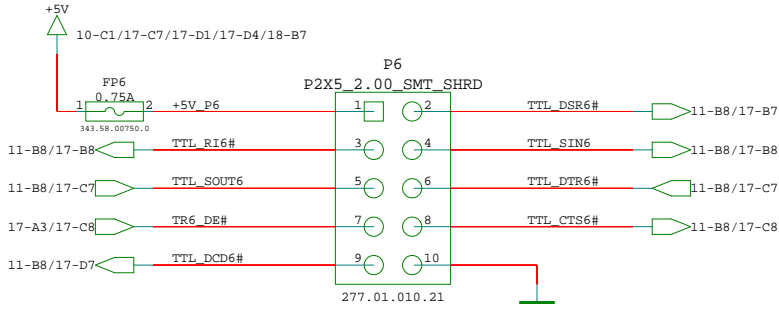 +5V
10-C1/17-C7/17-D1/17-D4/18-B7
P6
P2X5_2.00_SMT_SHRD
FP6
0.75A
1 2 +5V_P6 1 2 TTL_DSR6# 11-B7/17-B7
343.58.00750.0
11-B8/17-B8 TTL_RI6# 3 4 TTL_SIN6 11-B8/17-B8
11-B8/17-C7 TTL_SOUT6 5 6 TTL_DTR6# 11-B8/17-C7
17-A3/17-C8 TR6_DE# 7 8 TTL_CTS6# 11-B8/17-C8
11-B8/17-D7 TTL_DCD6# 9 10
277.01.010.21